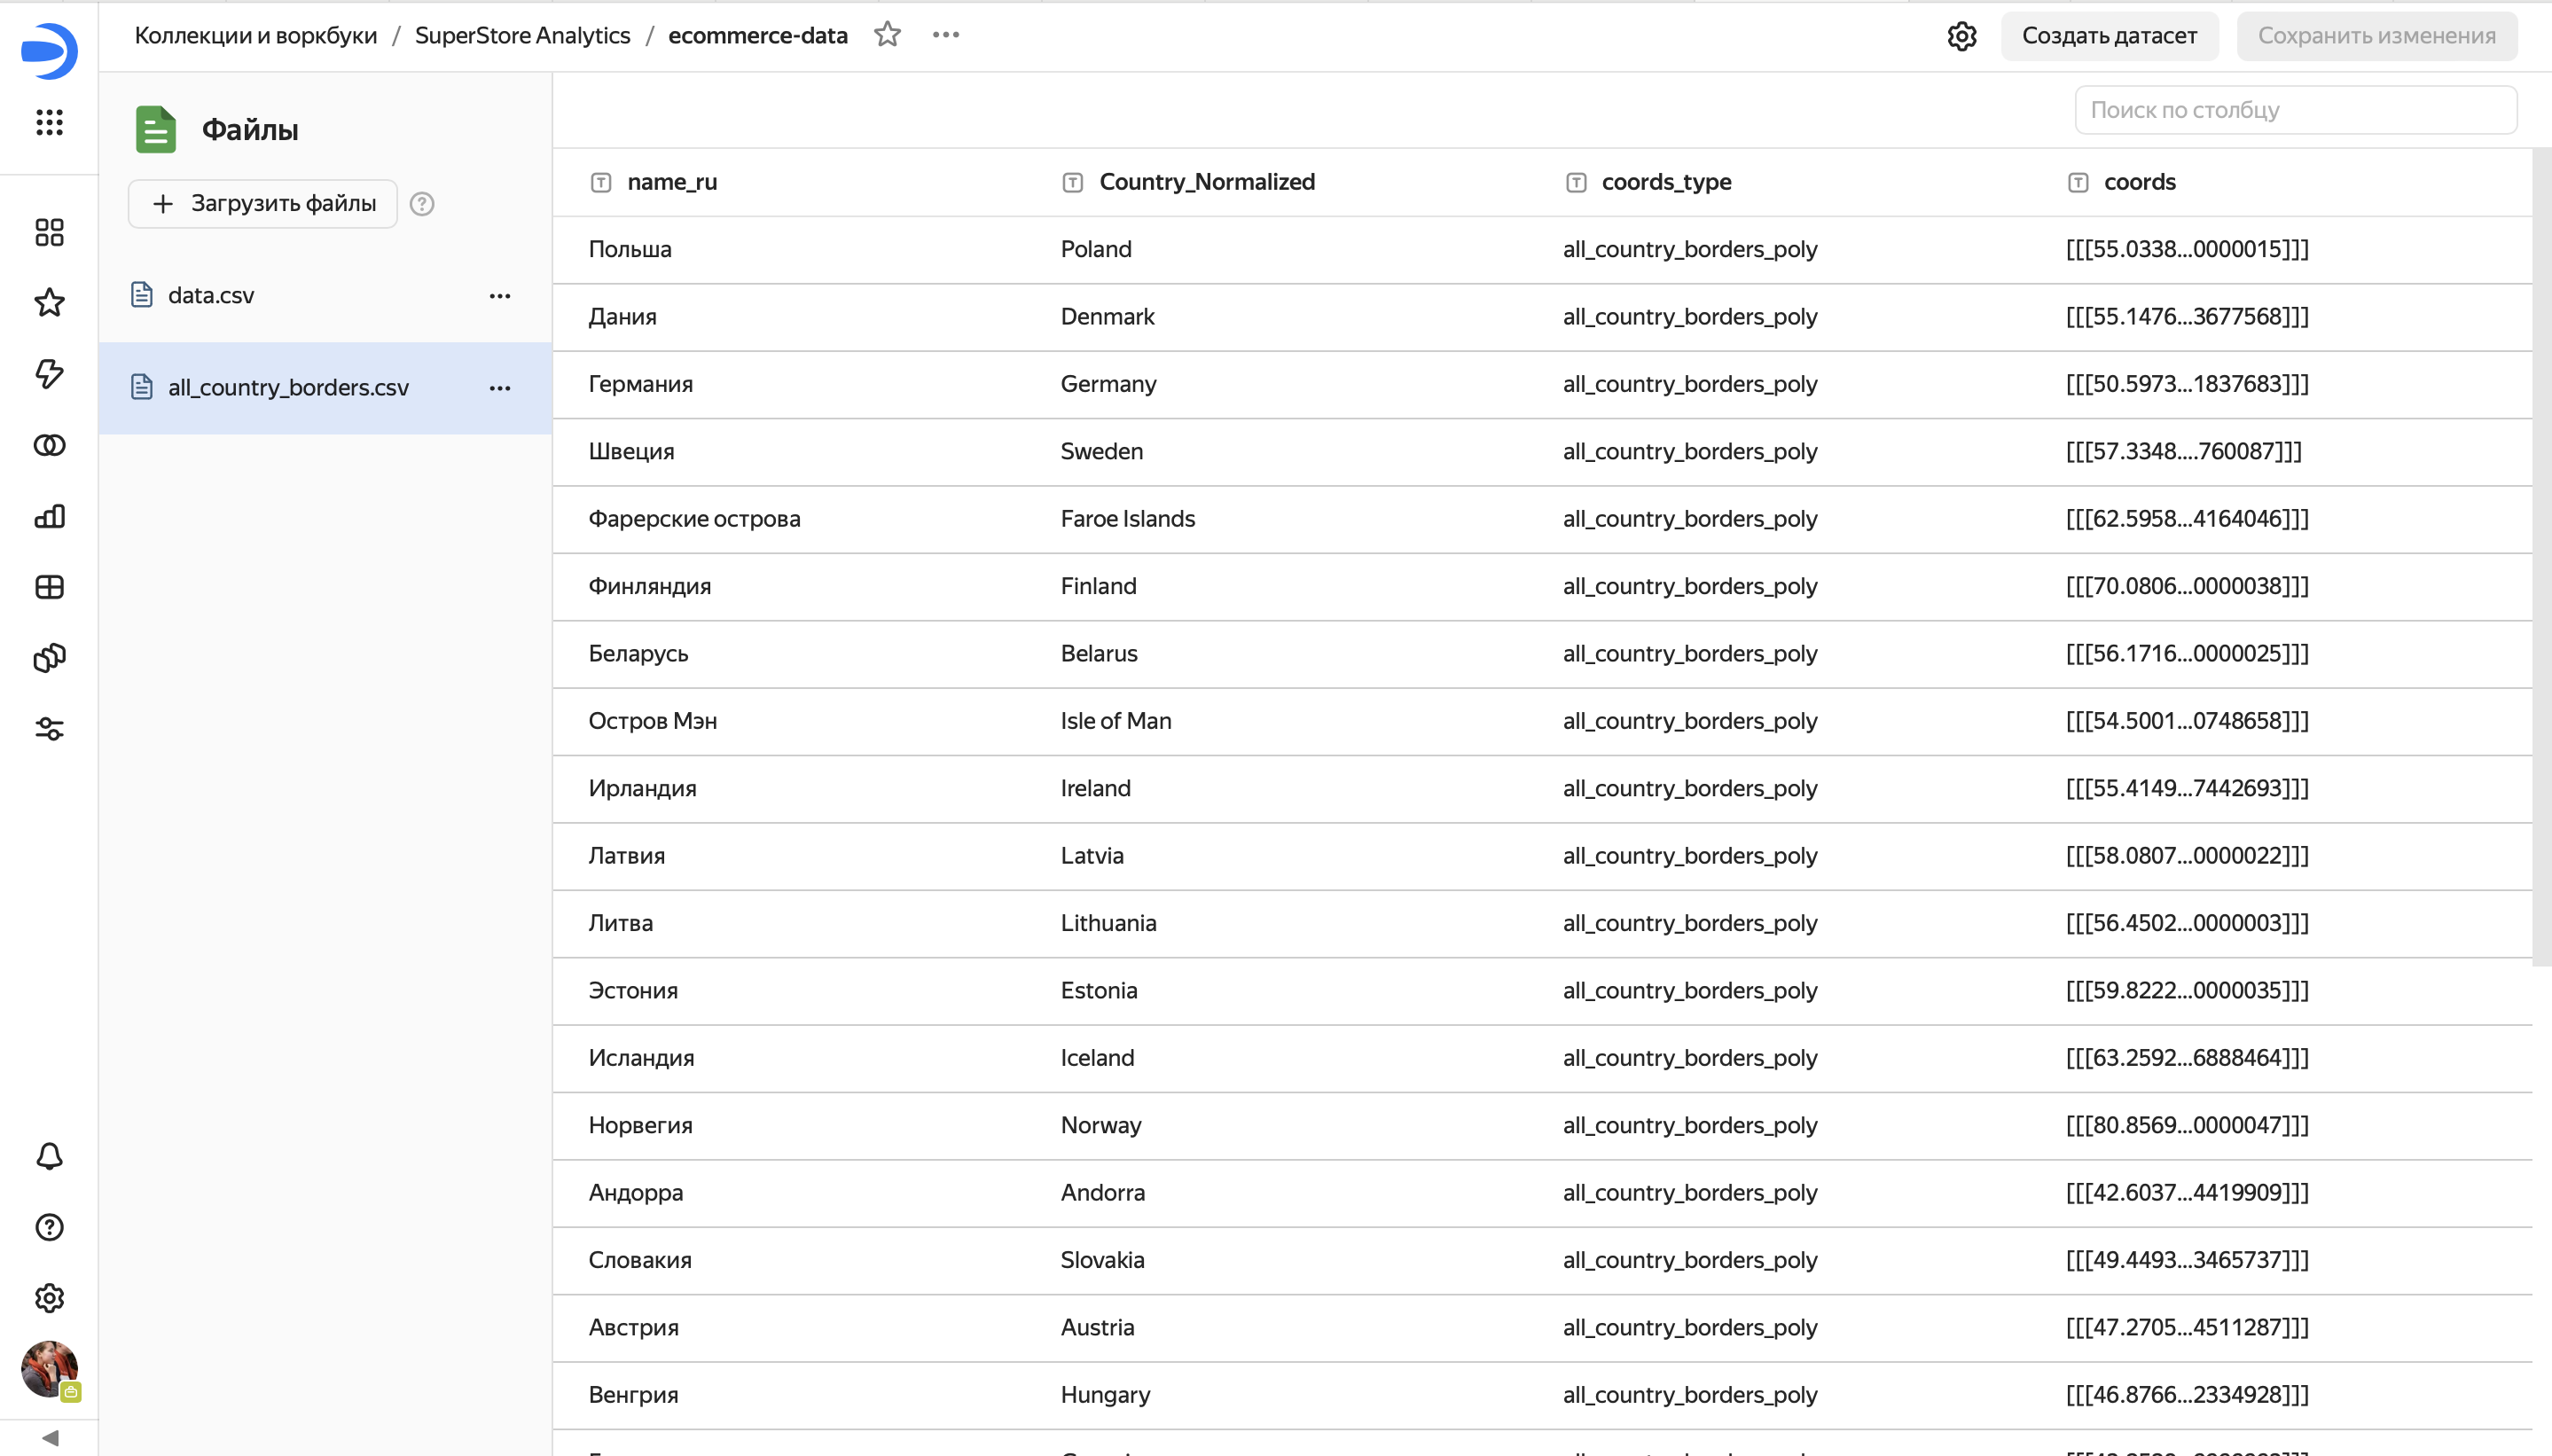 Коллекции и воркбуки / SuperStore Analytics / ecommerce-data
Создать датасет
Сохранить изменения
Файлы
Загрузить файлы
data.csv
all_country_borders.csv
Поиск по столбцу
name_ru Country_Normalized coords_type coords
Польша Poland all_country_borders_poly [[[55.0338...0000015]]]
Дания Denmark all_country_borders_poly [[[55.1476...3677568]]]
Германия Germany all_country_borders_poly [[[50.5973...1837683]]]
Швеция Sweden all_country_borders_poly [[[57.3348....760087]]]
Фарерские острова Faroe Islands all_country_borders_poly [[[62.5958...4164046]]]
Финляндия Finland all_country_borders_poly [[[70.0806...0000038]]]
Беларусь Belarus all_country_borders_poly [[[56.1716...0000025]]]
Остров Мэн Isle of Man all_country_borders_poly [[[54.5001...0748658]]]
Ирландия Ireland all_country_borders_poly [[[55.4149...7442693]]]
Латвия Latvia all_country_borders_poly [[[58.0807...0000022]]]
Литва Lithuania all_country_borders_poly [[[56.4502...0000003]]]
Эстония Estonia all_country_borders_poly [[[59.8222...0000035]]]
Исландия Iceland all_country_borders_poly [[[63.2592...6888464]]]
Норвегия Norway all_country_borders_poly [[[80.8569...0000047]]]
Андорра Andorra all_country_borders_poly [[[42.6037...4419909]]]
Словакия Slovakia all_country_borders_poly [[[49.4493...3465737]]]
Австрия Austria all_country_borders_poly [[[47.2705...4511287]]]
Венгрия Hungary all_country_borders_poly [[[46.8766...2334928]]]